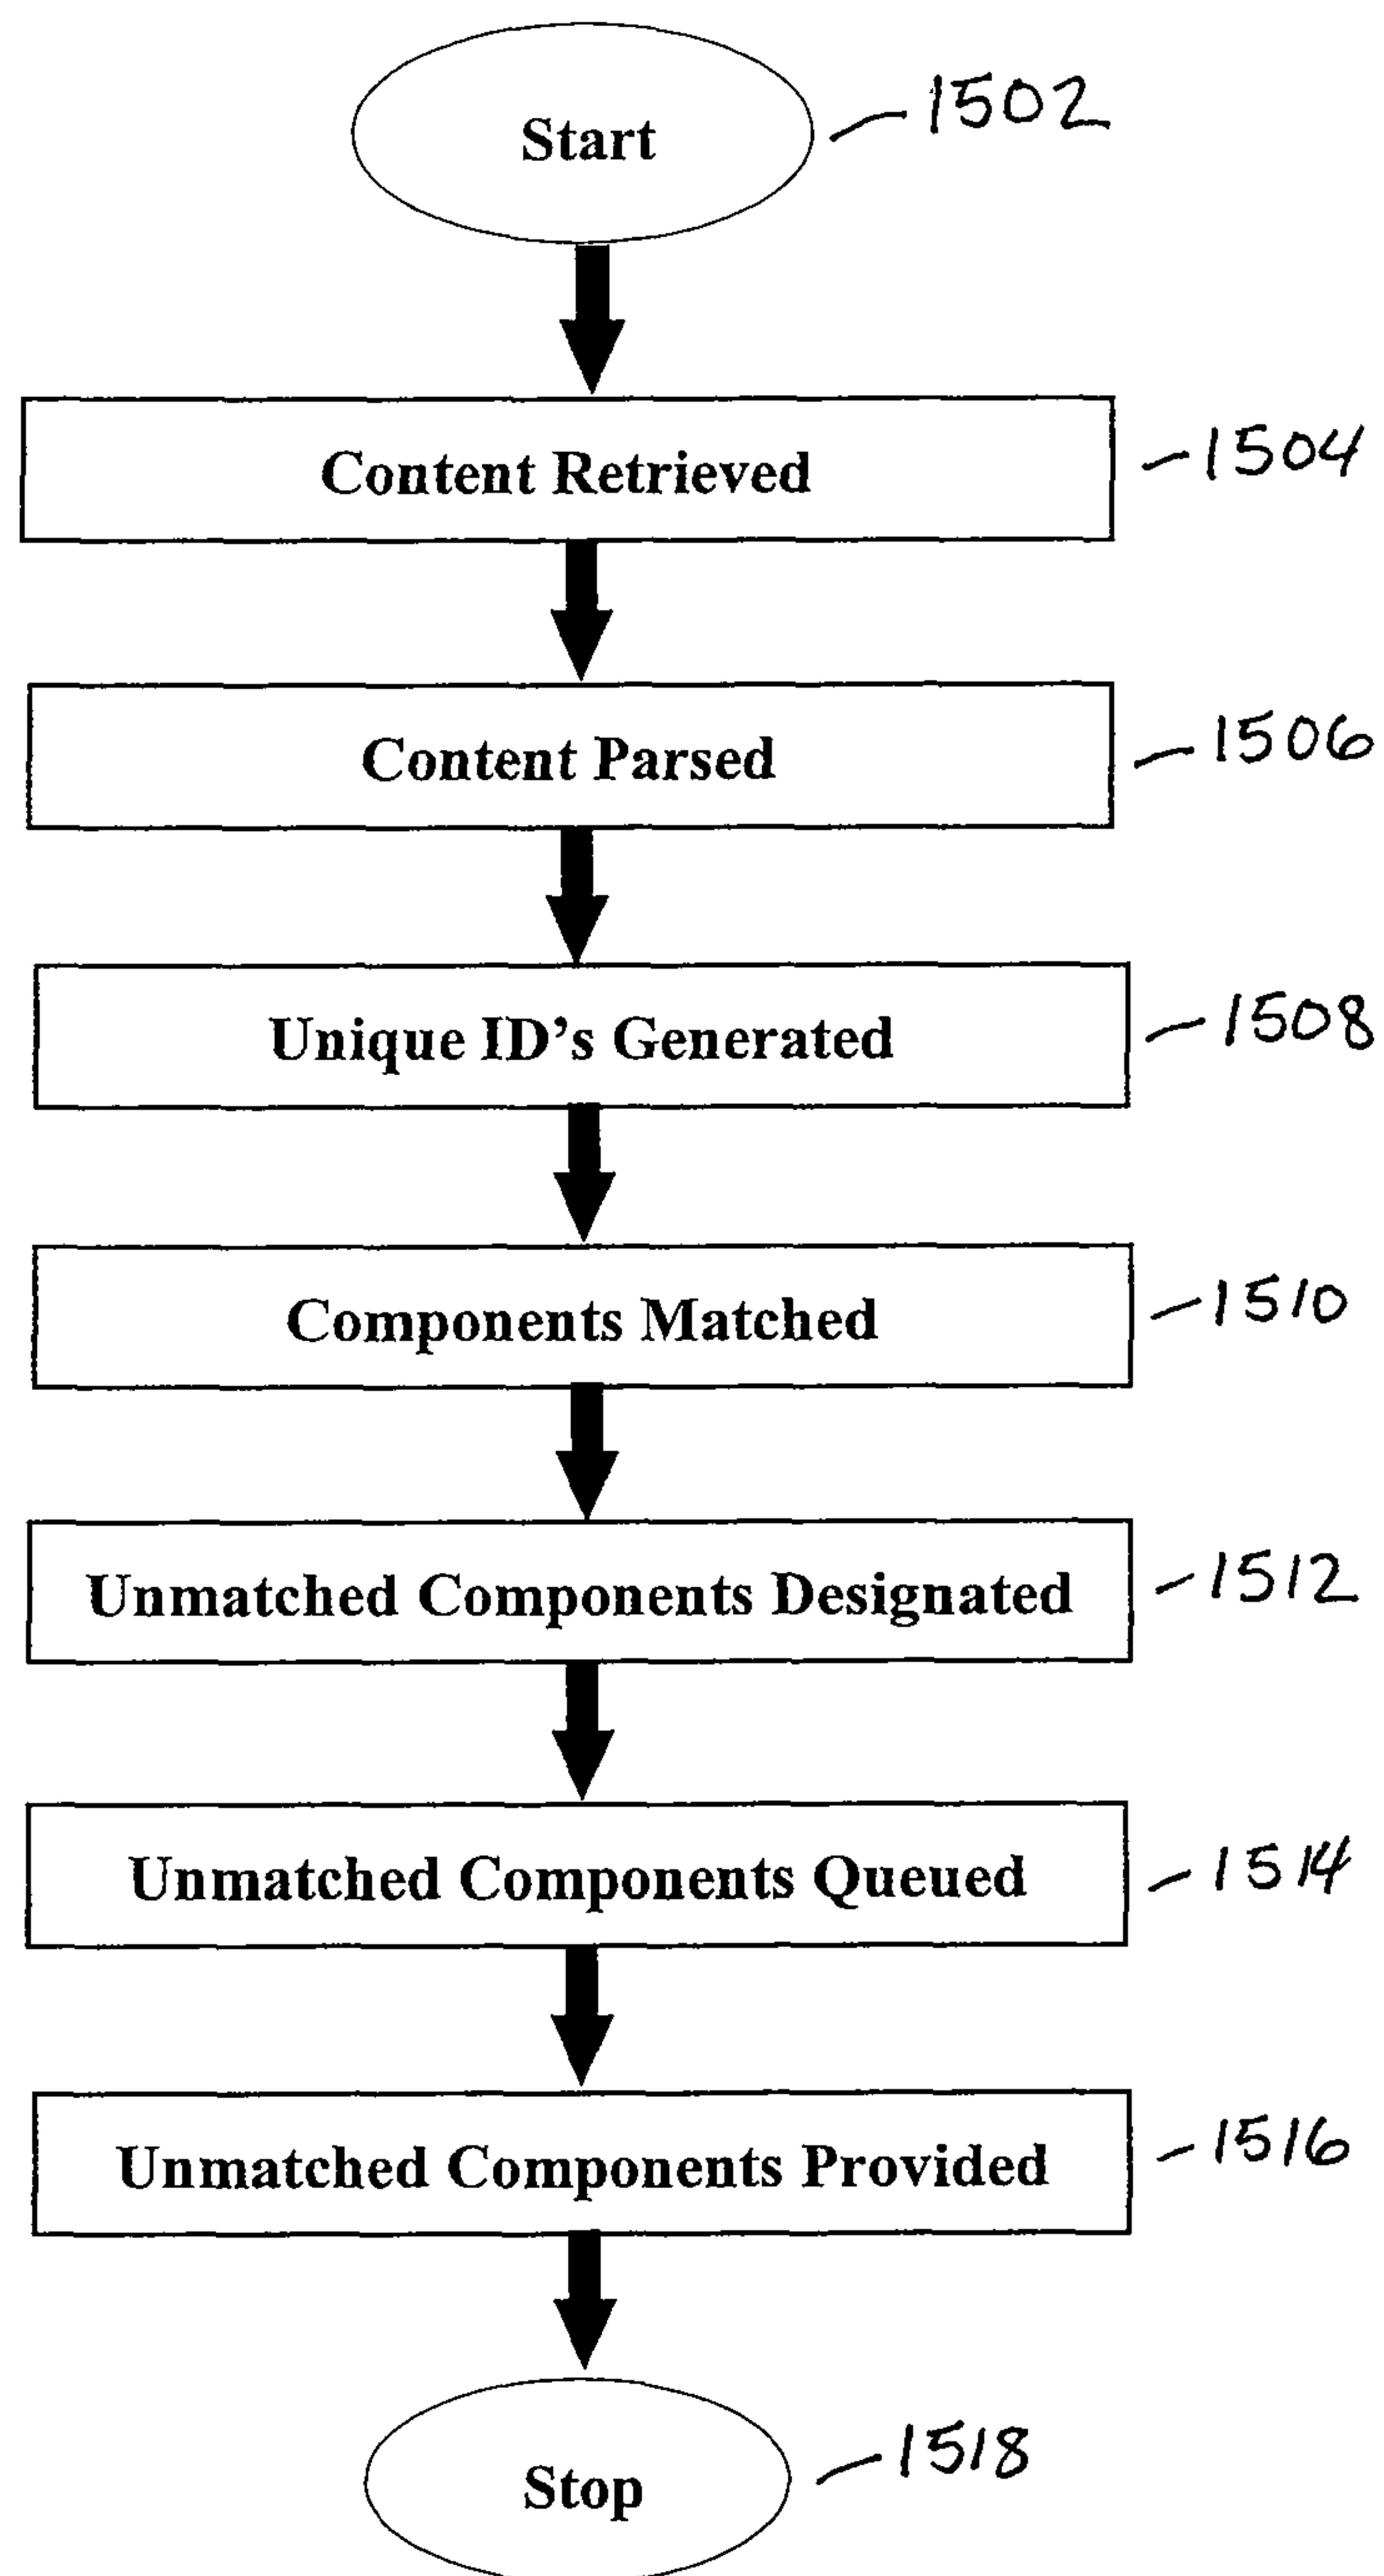 Start
1502
Content Retrieved
1504
Content Parsed
1506
Unique ID's Generated
1508
Components Matched
1510
Unmatched Components Designated
1512
Unmatched Components Queued
1514
Unmatched Components Provided
1516
Stop
1518